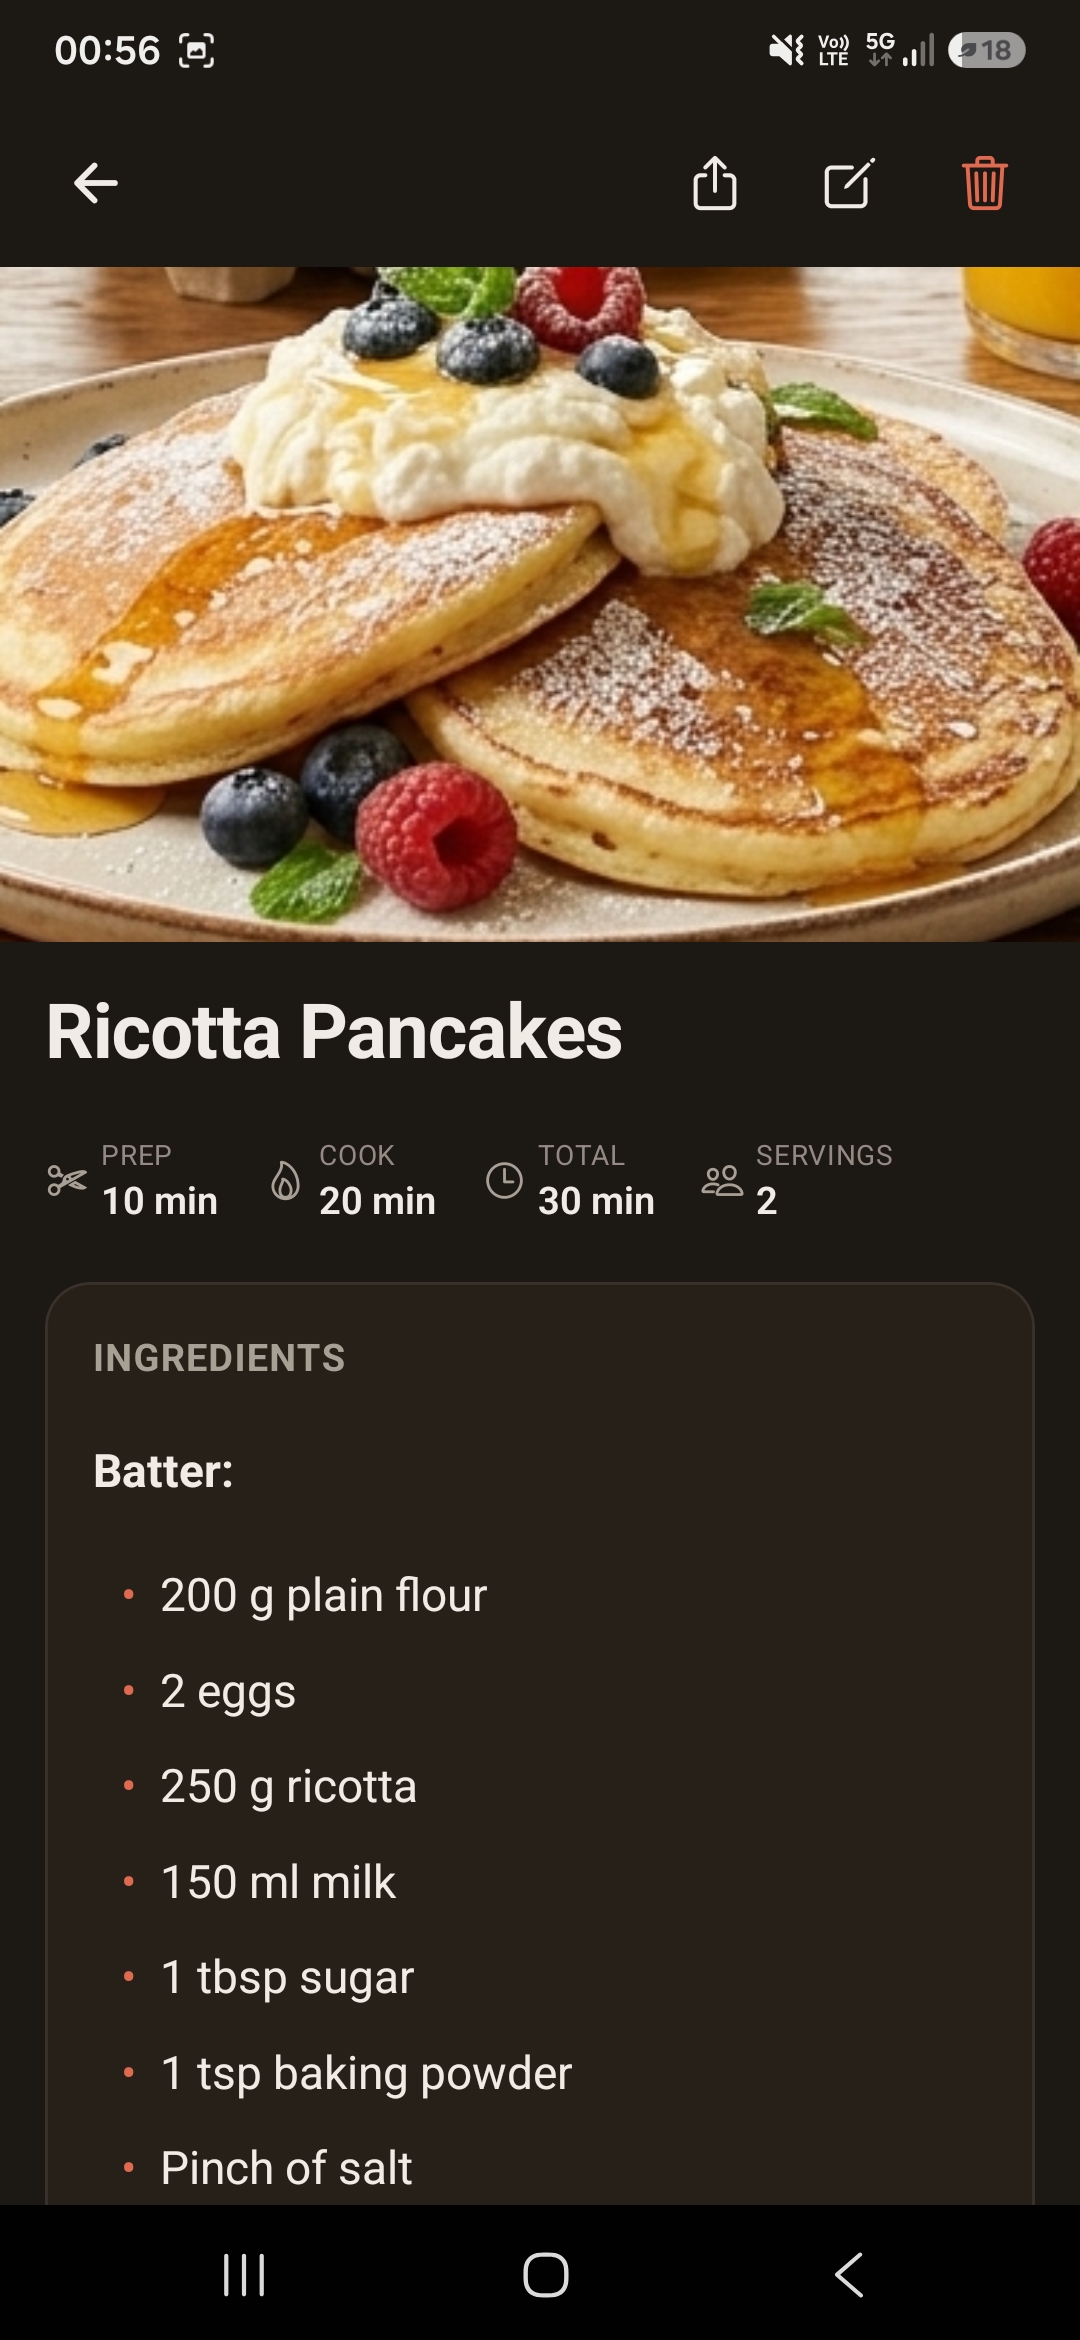 00:56
Vo)) LTE 5G 18
Ricotta Pancakes
PREP
10 min
COOK
20 min
TOTAL
30 min
SERVINGS
2
INGREDIENTS
Batter:
• 200 g plain flour
• 2 eggs
• 250 g ricotta
• 150 ml milk
• 1 tbsp sugar
• 1 tsp baking powder
• Pinch of salt